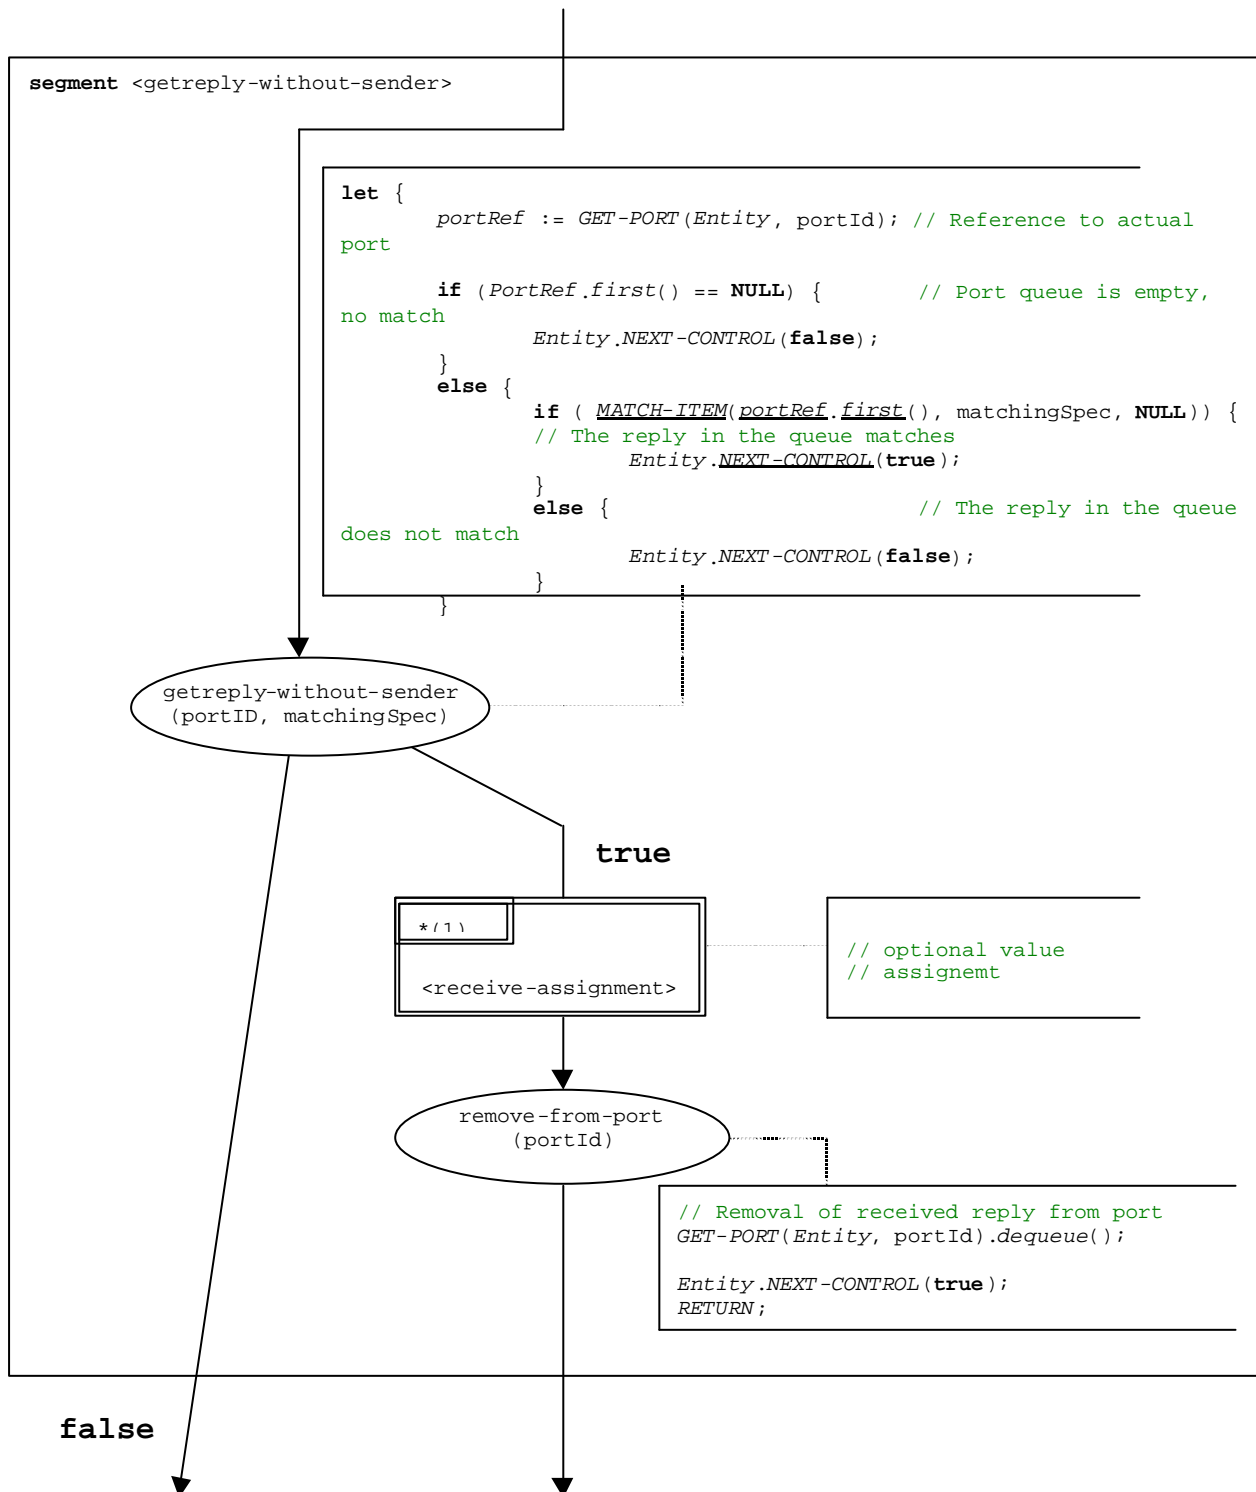 segment <getreply-without-sender>
let {
portRef := GET-PORT(Entity, portId); // Reference to actual
port
if (PortRef.first() == NULL) { // Port queue is empty,
no match
Entity.NEXT-CONTROL(false);
}
else {
if ( MATCH-ITEM(portRef.first(), matchingSpec, NULL)) {
// The reply in the queue matches
Entity.NEXT-CONTROL(true);
}
else { // The reply in the queue
does not match
Entity.NEXT-CONTROL(false);
}
}
getreply-without-sender
(portID, matchingSpec)
true
*(1)
<receive-assignment>
// optional value
// assignemt
remove-from-port
(portId)
// Removal of received reply from port
GET-PORT(Entity, portId).dequeue();
Entity.NEXT-CONTROL(true);
RETURN;
false